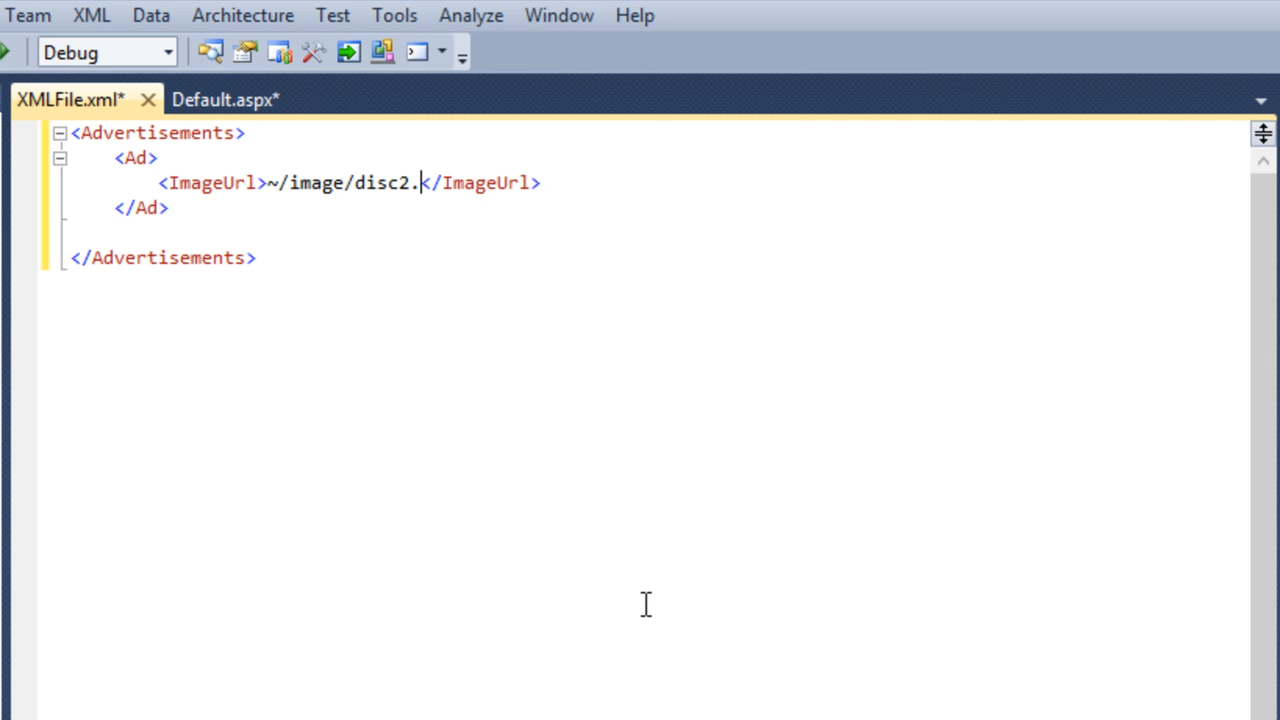 Team XML Data Architecture Test Tools Analyze Window Help
Debug
XMLFile.xml* Default.aspx*
<Advertisements>
<Ad>
<ImageUrl>~/image/disc2.</ImageUrl>
</Ad>
</Advertisements>